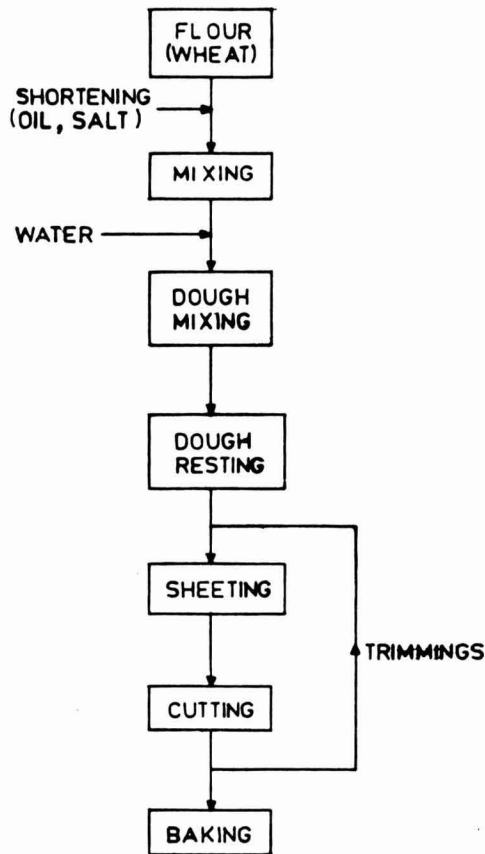 FLOUR
(WHEAT)
SHORTENING
(OIL, SALT)
MIXING
WATER
DOUGH
MIXING
DOUGH
RESTING
SHEETING
TRIMMINGS
CUTTING
BAKING